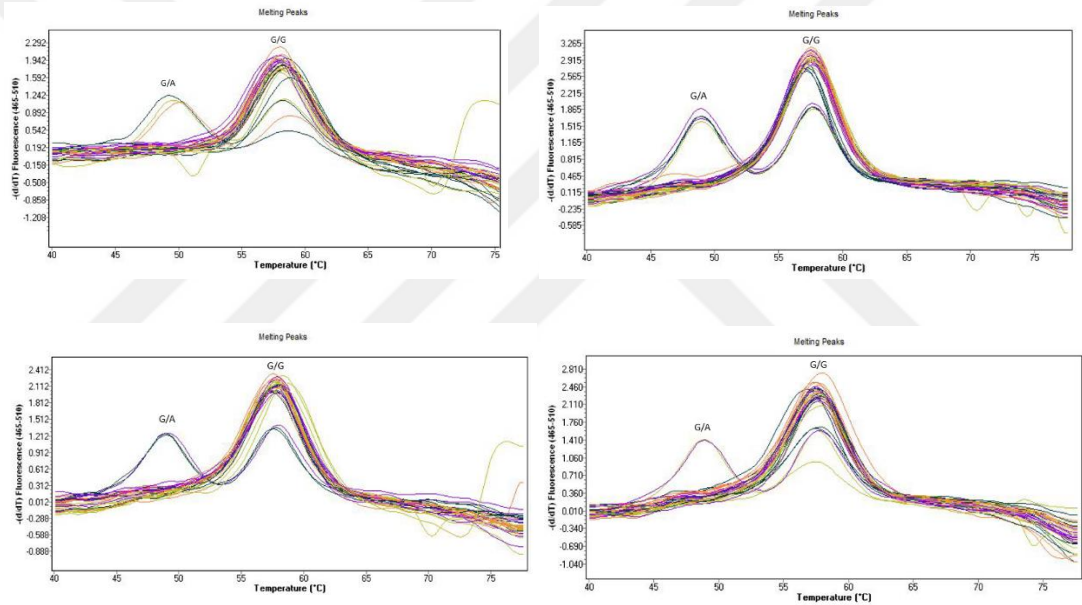 Melting Peaks
G/G
G/A
2.292
1.942
1.592
1.242
0.892
0.542
0.192
-0.159
-0.509
-0.859
-1.209
-(d/dT) Fluorescence (465-510)
40 45 50 55 60 65 70 75
Temperature (°C)
Melting Peaks
G/G
G/A
3.265
2.915
2.565
2.215
1.865
1.515
1.165
0.815
0.465
0.115
-0.235
-0.585
-(d/dT) Fluorescence (465-510)
40 45 50 55 60 65 70 75
Temperature (°C)
Melting Peaks
G/G
G/A
2.412
2.112
1.812
1.512
1.212
0.912
0.612
0.312
0.012
-0.288
-0.588
-0.888
-(d/dT) Fluorescence (465-510)
40 45 50 55 60 65 70 75
Temperature (°C)
Melting Peaks
G/G
G/A
2.810
2.460
2.110
1.760
1.410
1.060
0.710
0.360
0.010
-0.340
-0.690
-1.040
-(d/dT) Fluorescence (465-510)
40 45 50 55 60 65 70 75
Temperature (°C)